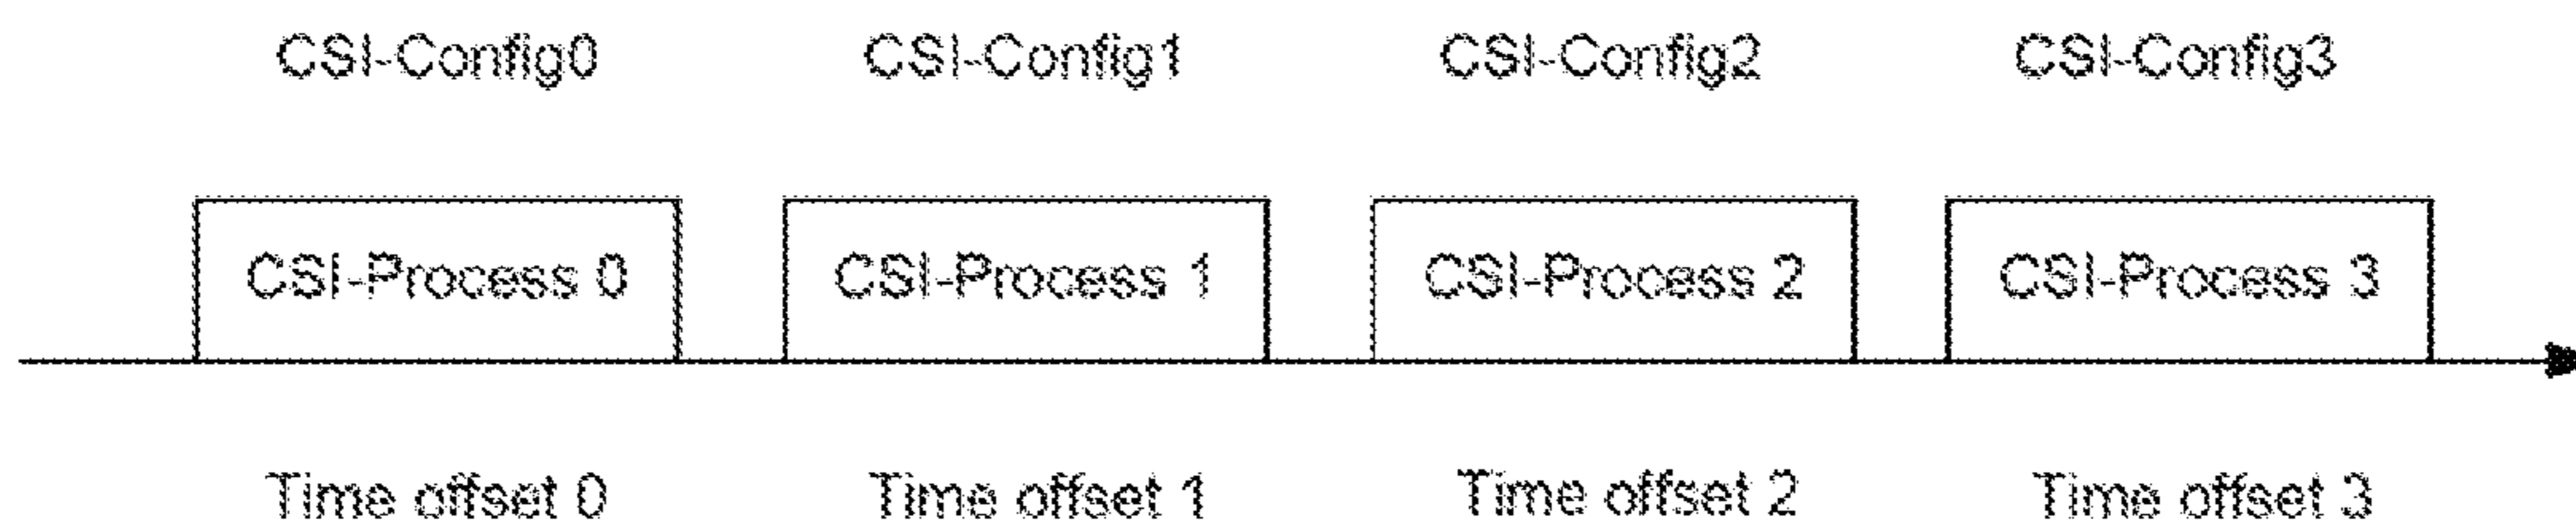 CSI-Config0 CSI-Config1 CSI-Config2 CSI-Config3
CSI-Process 0 CSI-Process 1 CSI-Process 2 CSI-Process 3
Time offset 0 Time offset 1 Time offset 2 Time offset 3